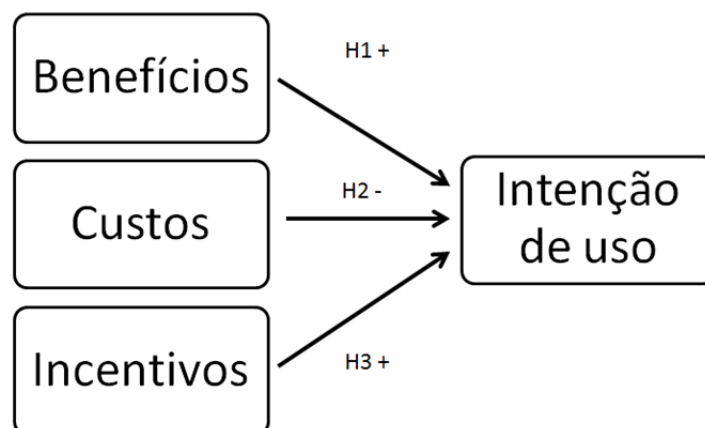 Benefícios
H1 +
Custos
H2 -
Intenção
de uso
Incentivos
H3 +